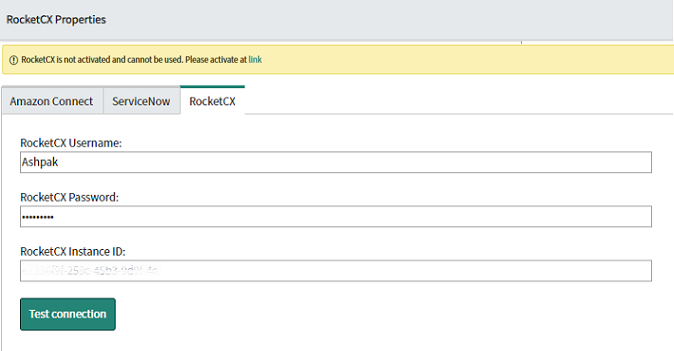 RocketCX Properties
RocketCX is not activated and cannot be used. Please activate at link
Amazon Connect ServiceNow RocketCX
RocketCX Username:
Ashpak
RocketCX Password:
•••••••••
RocketCX Instance ID:
Test connection